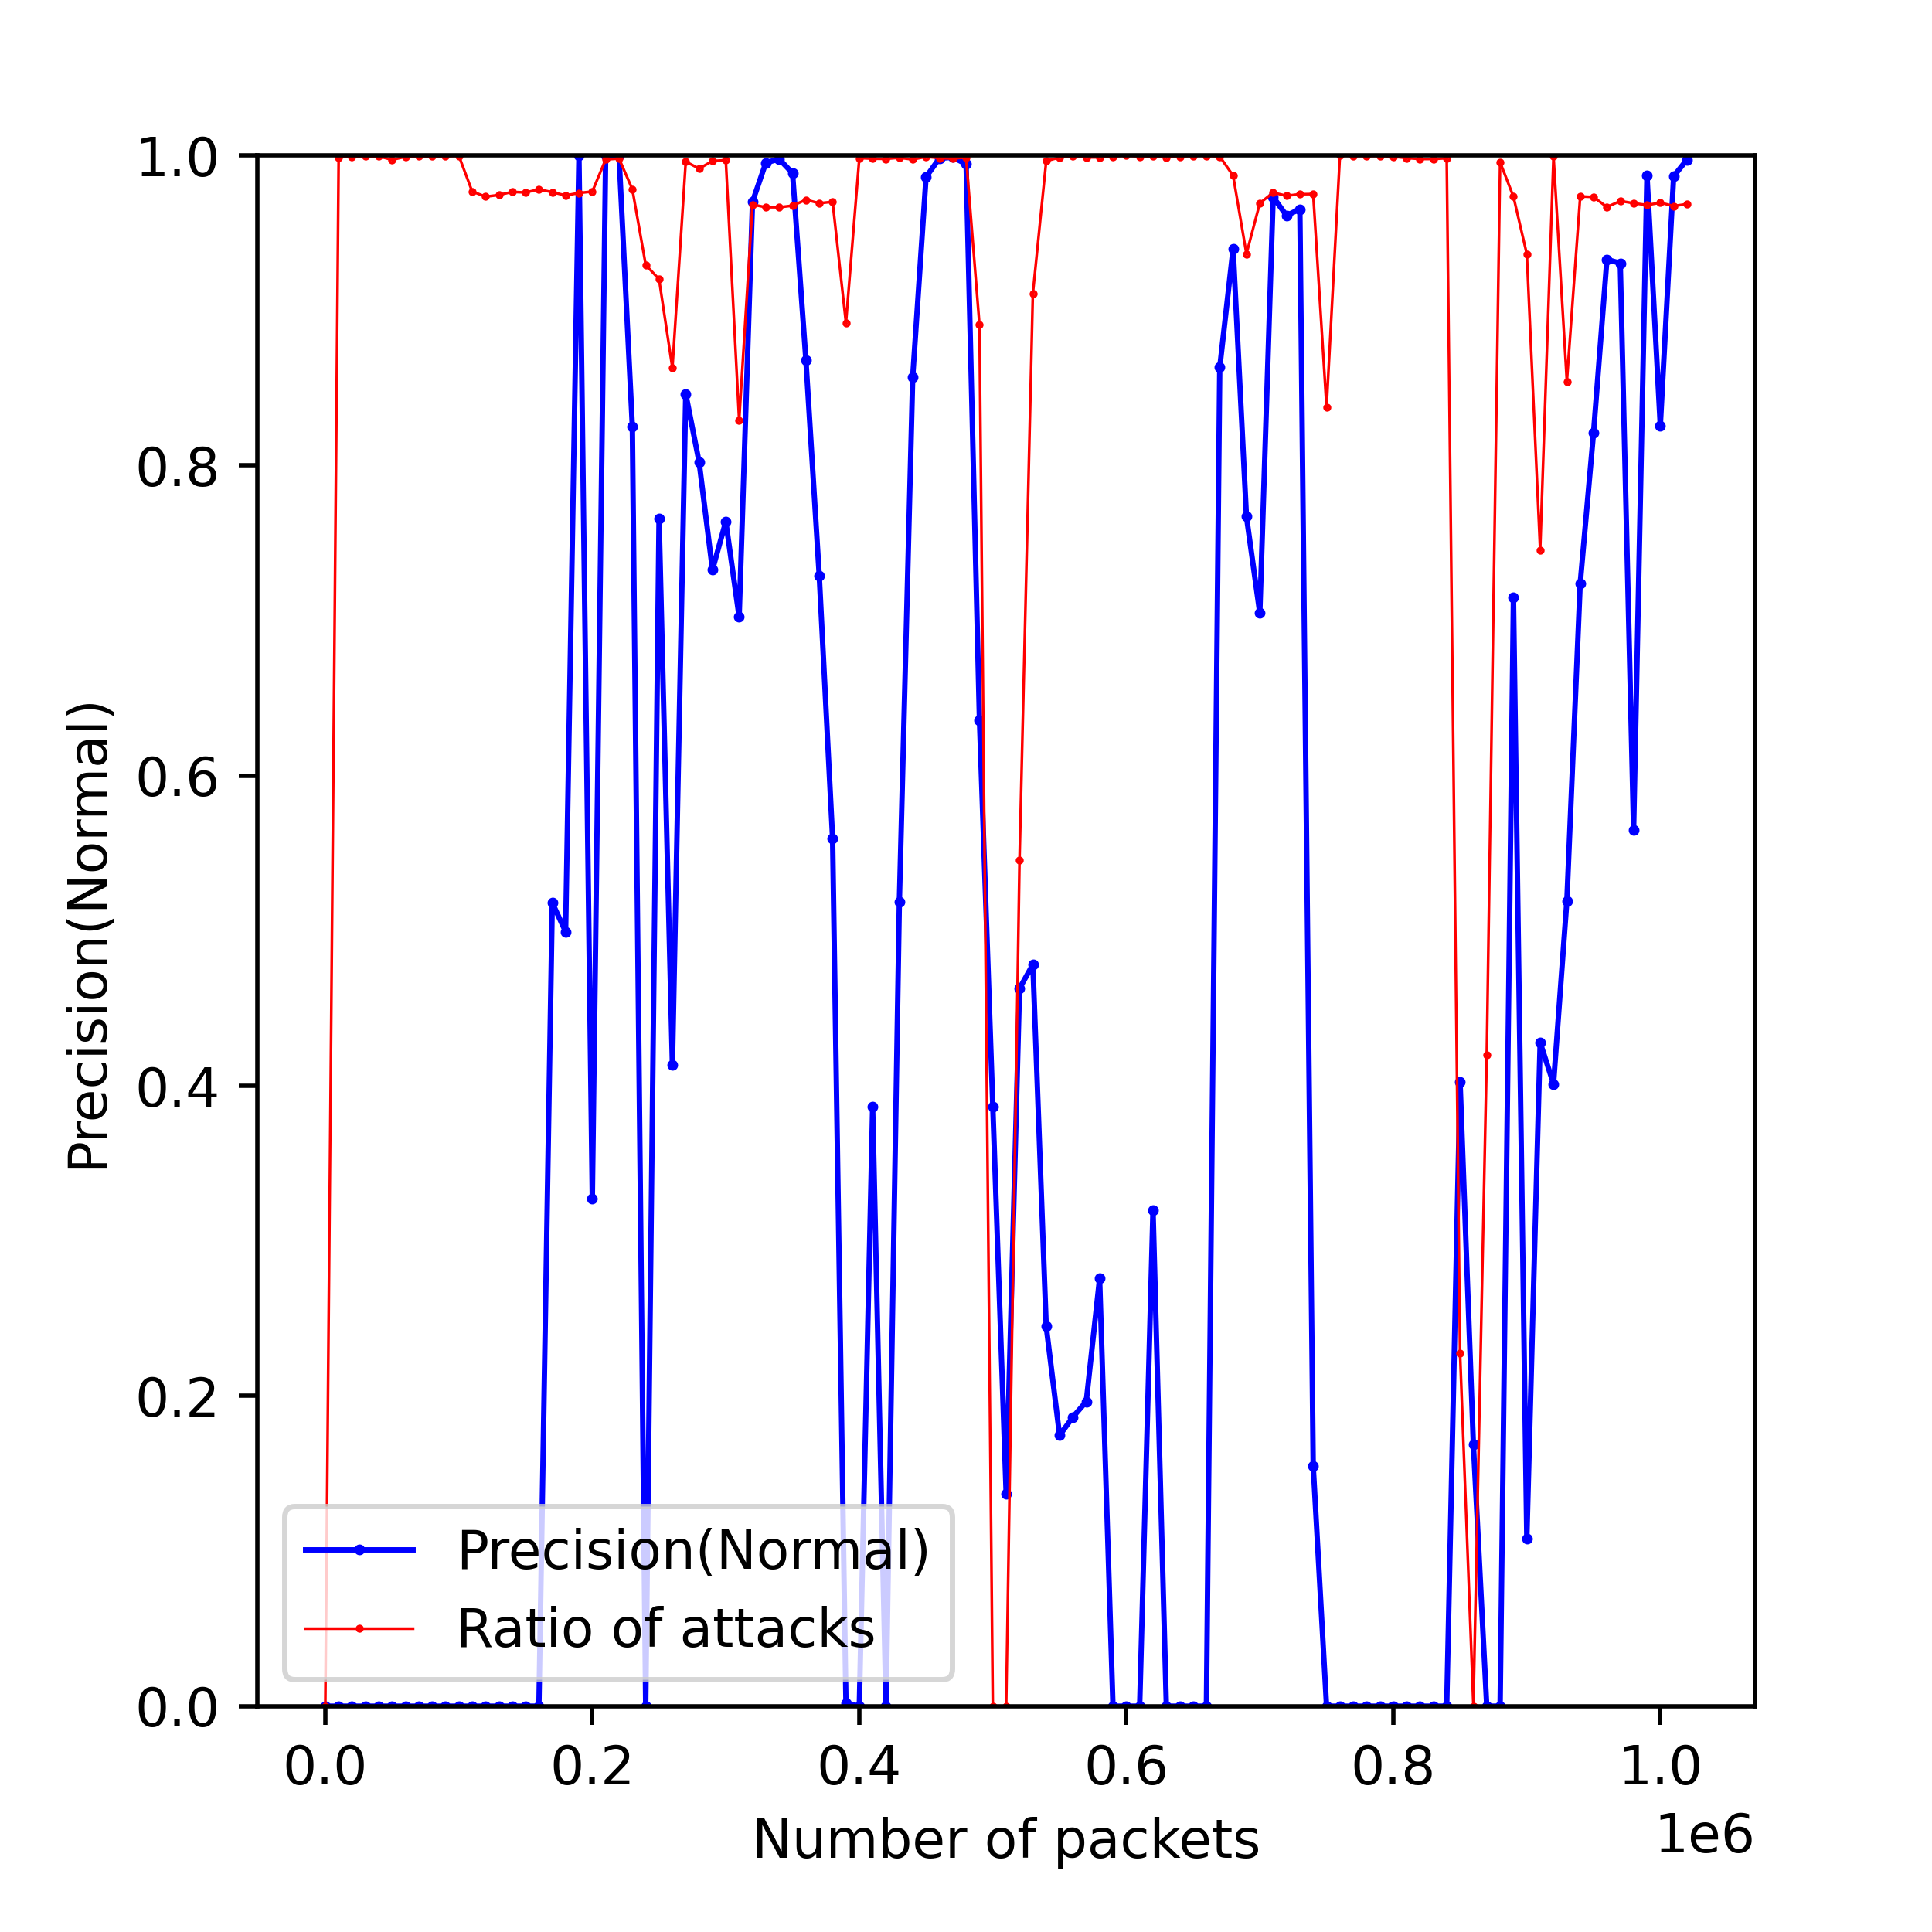 1.0
0.8
0.6
0.4
0.2
0.0
Precision(Normal)
Precision(Normal)
Ratio of attacks
0.0 0.2 0.4 0.6 0.8 1.0
Number of packets
1e6